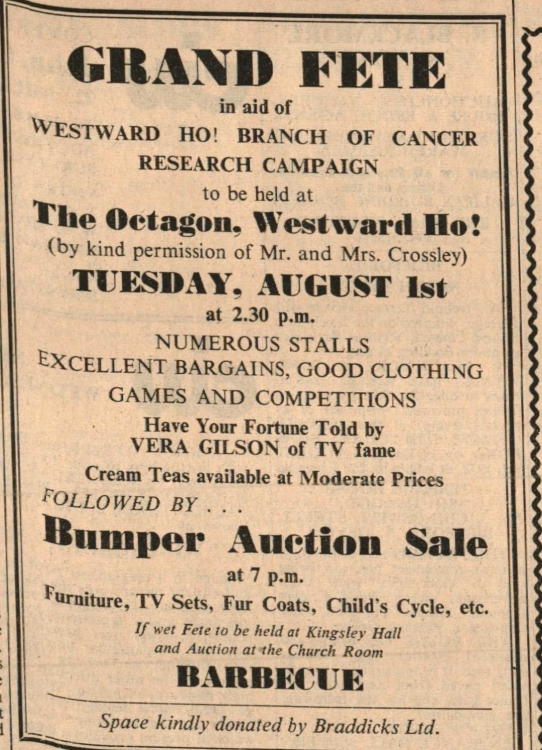 GRAND FETE
in aid of
WESTWARD HO! BRANCH OF CANCER
RESEARCH CAMPAIGN
to be held at
The Octagon, Westward Ho!
(by kind permission of Mr. and Mrs. Crossley)
TUESDAY, AUGUST 1st
at 2.30 p.m.
NUMEROUS STALLS
EXCELLENT BARGAINS, GOOD CLOTHING
GAMES AND COMPETITIONS
Have Your Fortune Told by
VERA GILSON of TV fame
Cream Teas available at Moderate Prices
FOLLOWED BY . . .
Bumper Auction Sale
at 7 p.m.
Furniture, TV Sets, Fur Coats, Child's Cycle, etc.
If wet Fete to be held at Kingsley Hall
and Auction at the Church Room
BARBECUE
Space kindly donated by Braddicks Ltd.